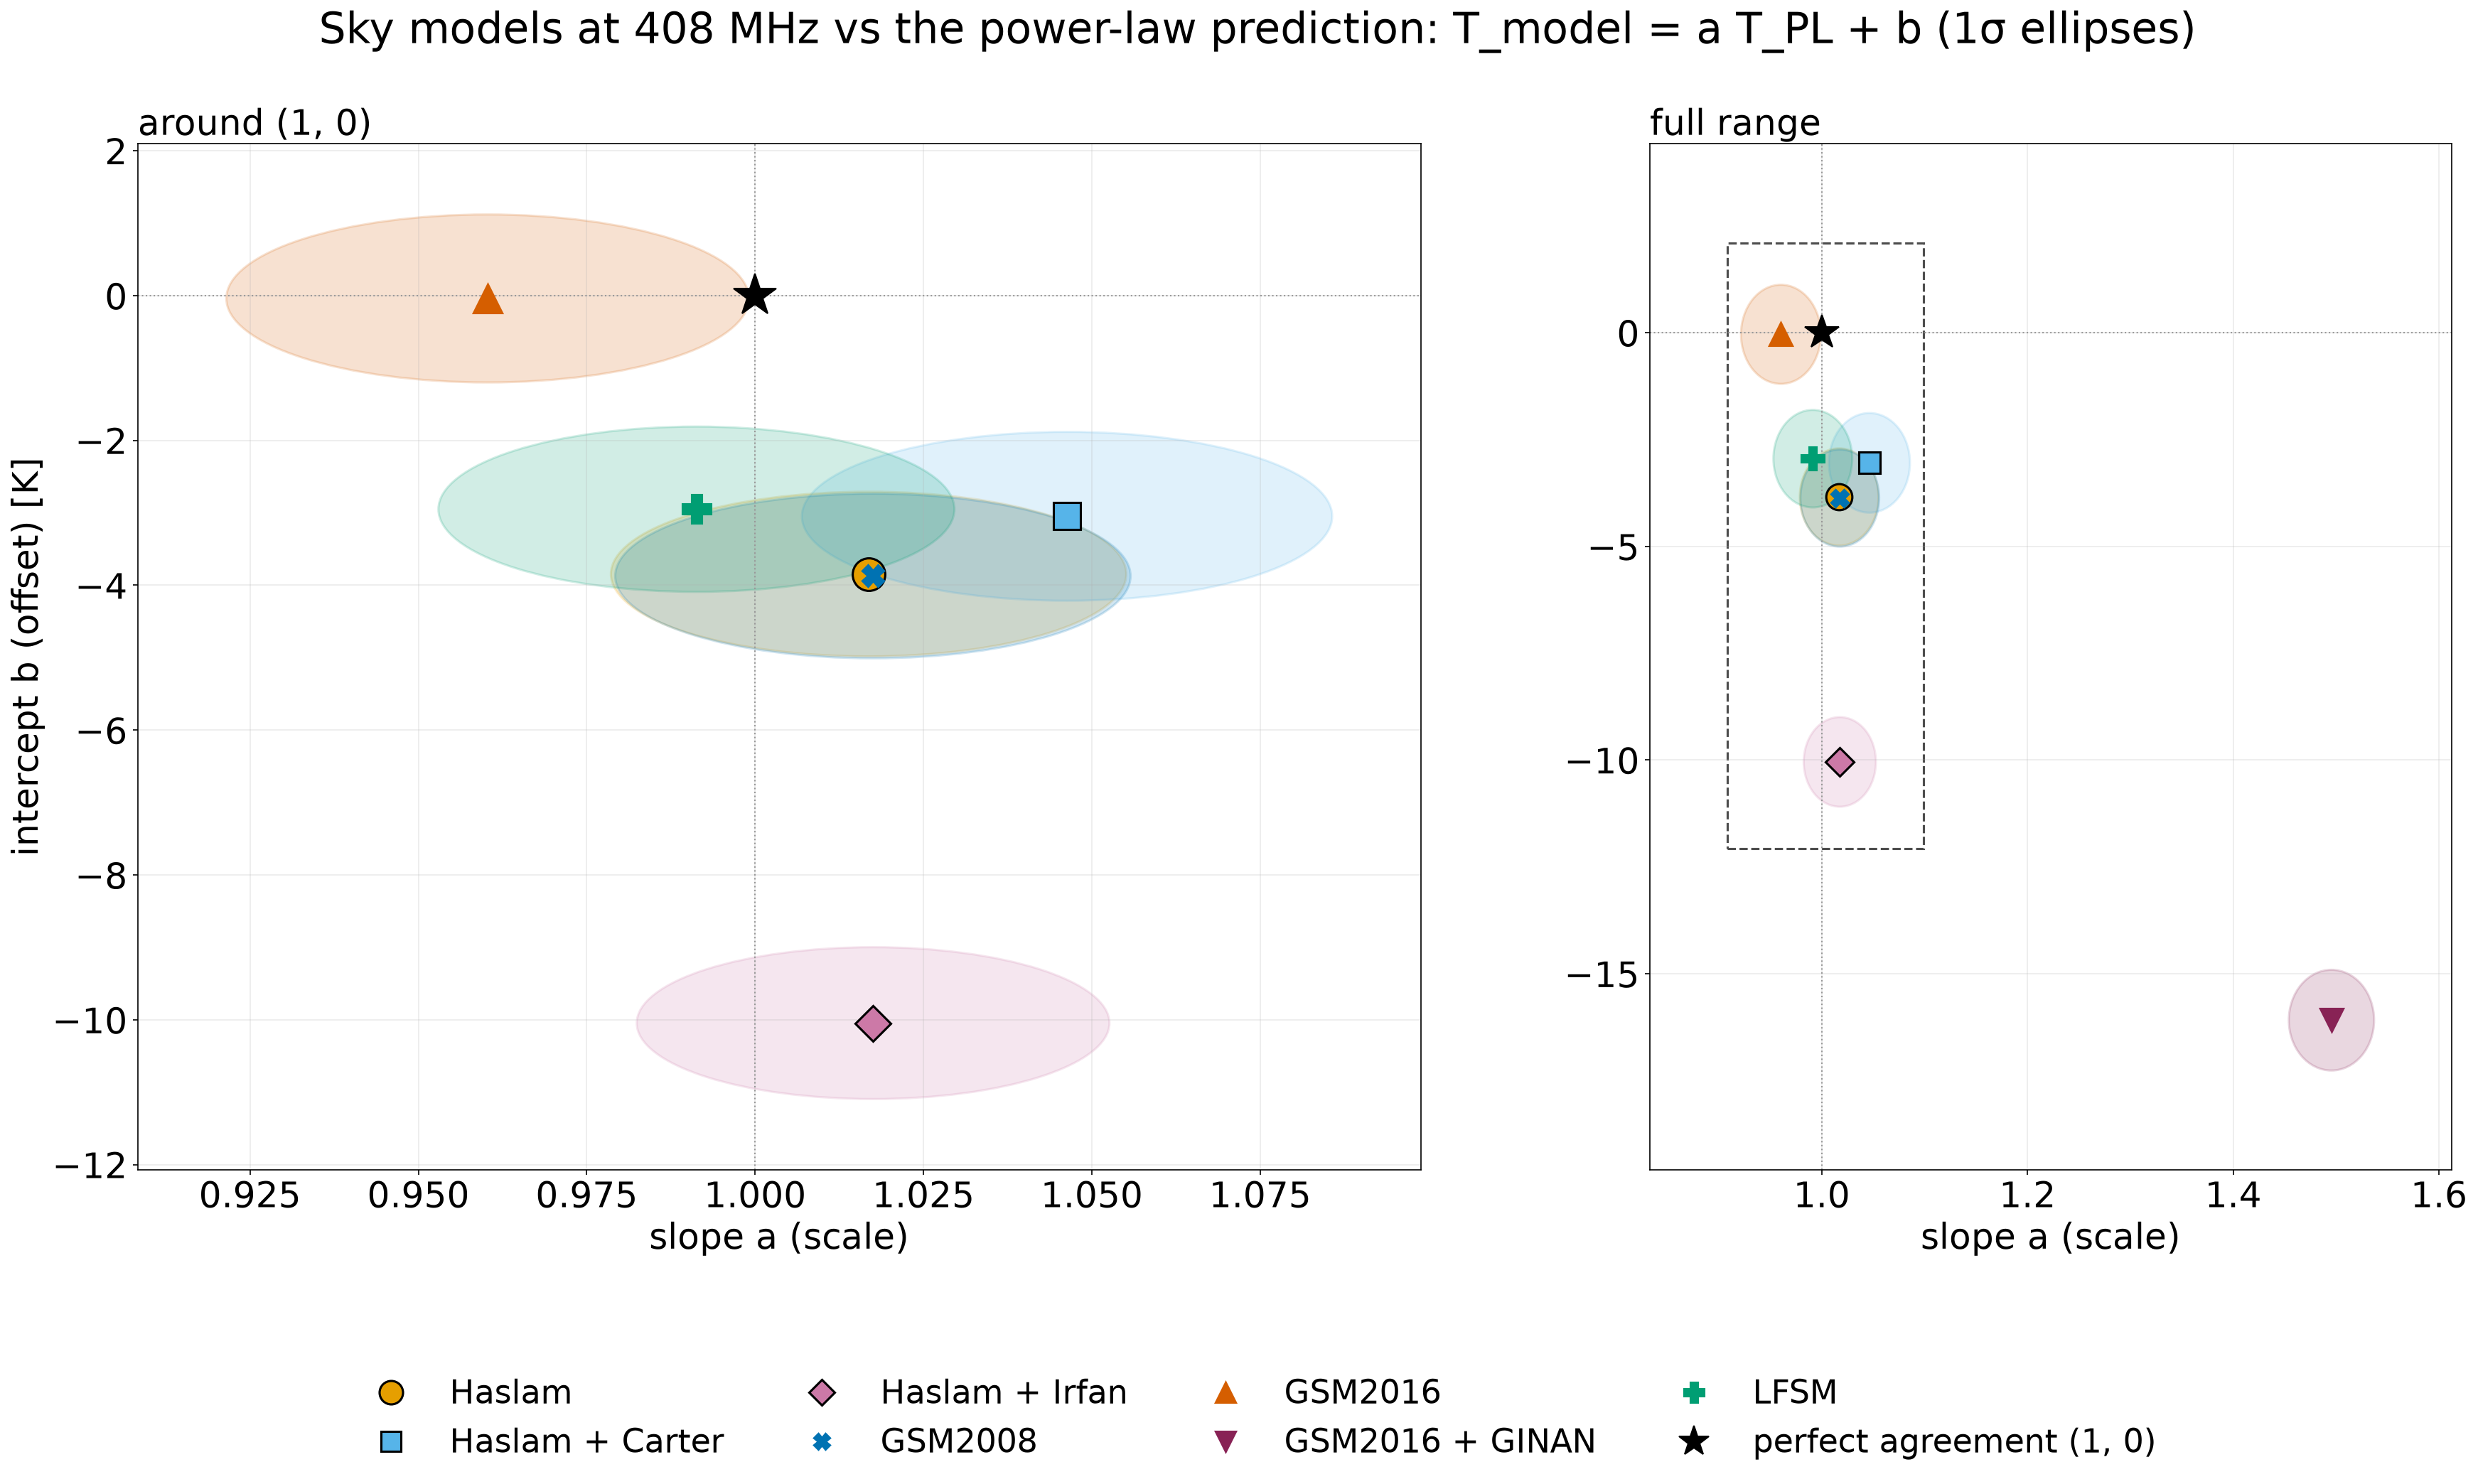 Sky models at 408 MHz vs the power-law prediction: T_model = a T_PL + b (1σ ellipses)
around (1, 0)
full range
2
0
−2
−4
−6
−8
−10
−12
intercept b (offset) [K]
0.925 0.950 0.975 1.000 1.025 1.050 1.075
slope a (scale)
0
−5
−10
−15
1.0 1.2 1.4 1.6
slope a (scale)
Haslam
Haslam + Carter
Haslam + Irfan
GSM2008
GSM2016
GSM2016 + GINAN
LFSM
perfect agreement (1, 0)